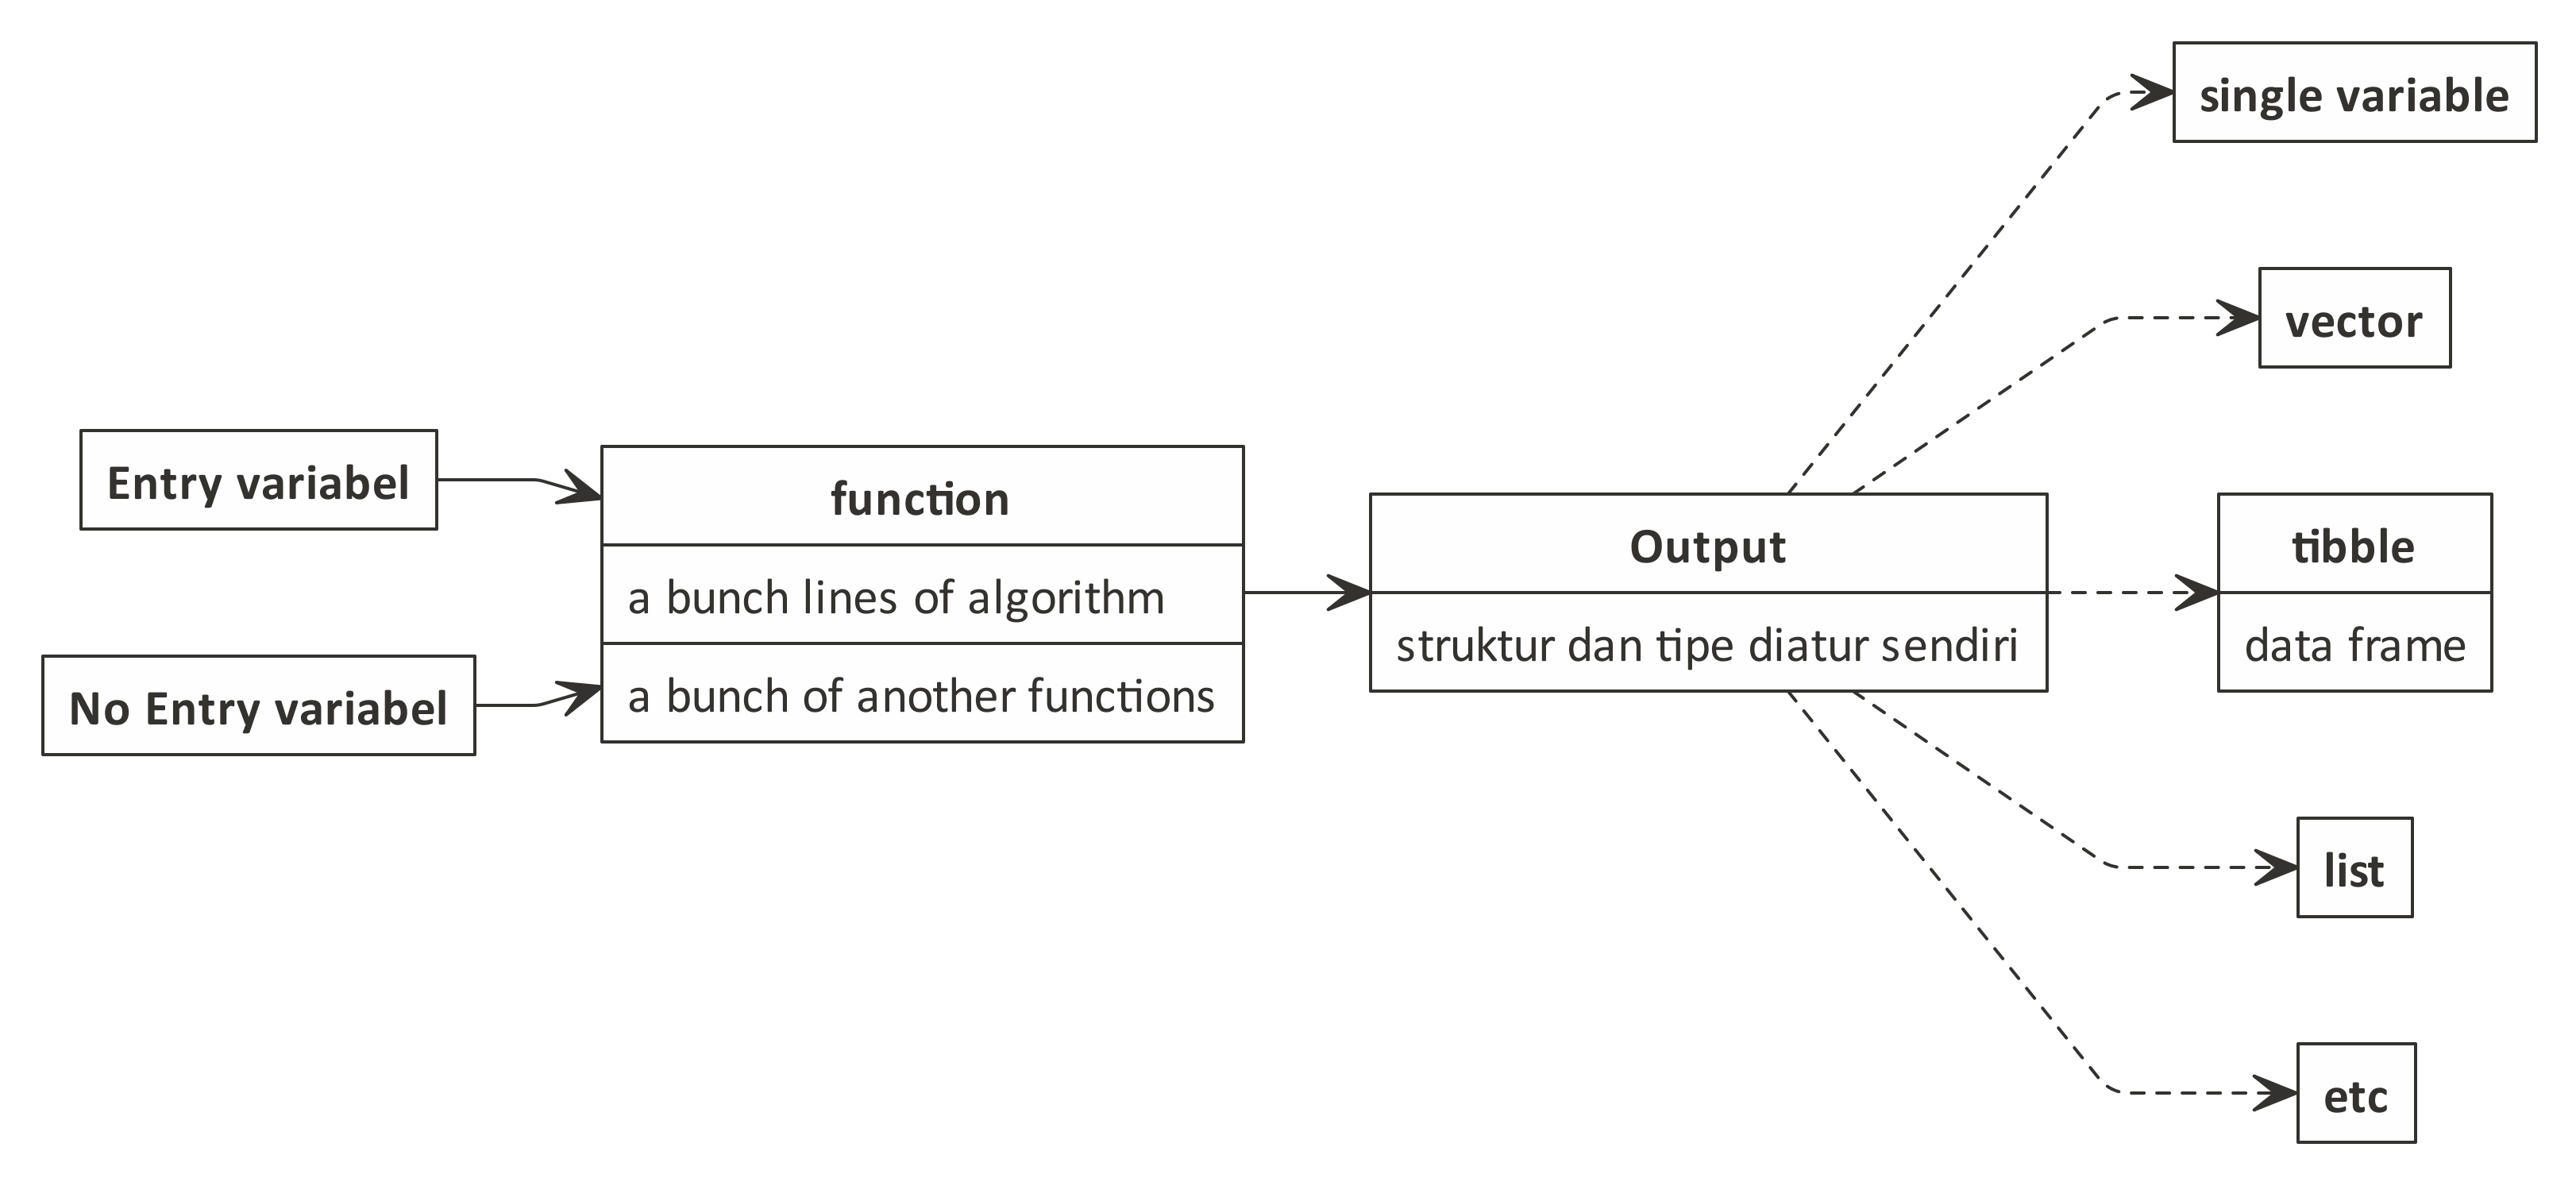 Entry variabel
No Entry variabel
function
a bunch lines of algorithm
a bunch of another functions
Output
struktur dan tipe diatur sendiri
single variable
vector
tibble
data frame
list
etc